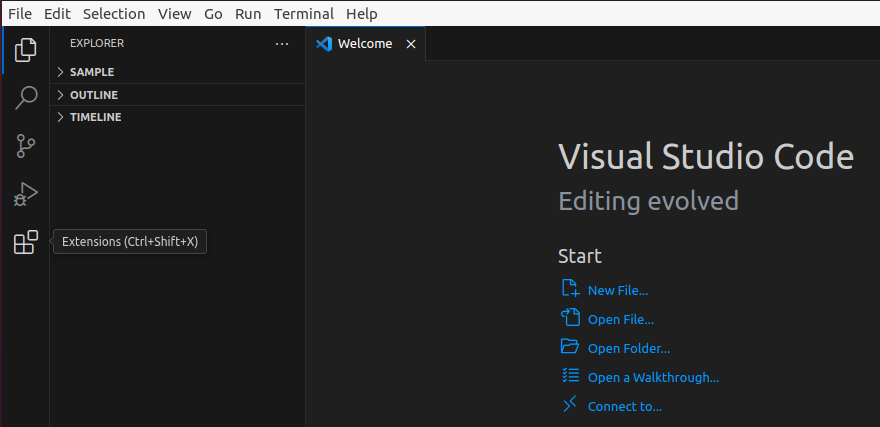 File Edit Selection View Go Run Terminal Help
EXPLORER
Welcome
SAMPLE
OUTLINE
TIMELINE
Extensions (Ctrl+Shift+X)
Visual Studio Code
Editing evolved
Start
New File...
Open File...
Open Folder...
Open a Walkthrough...
Connect to...